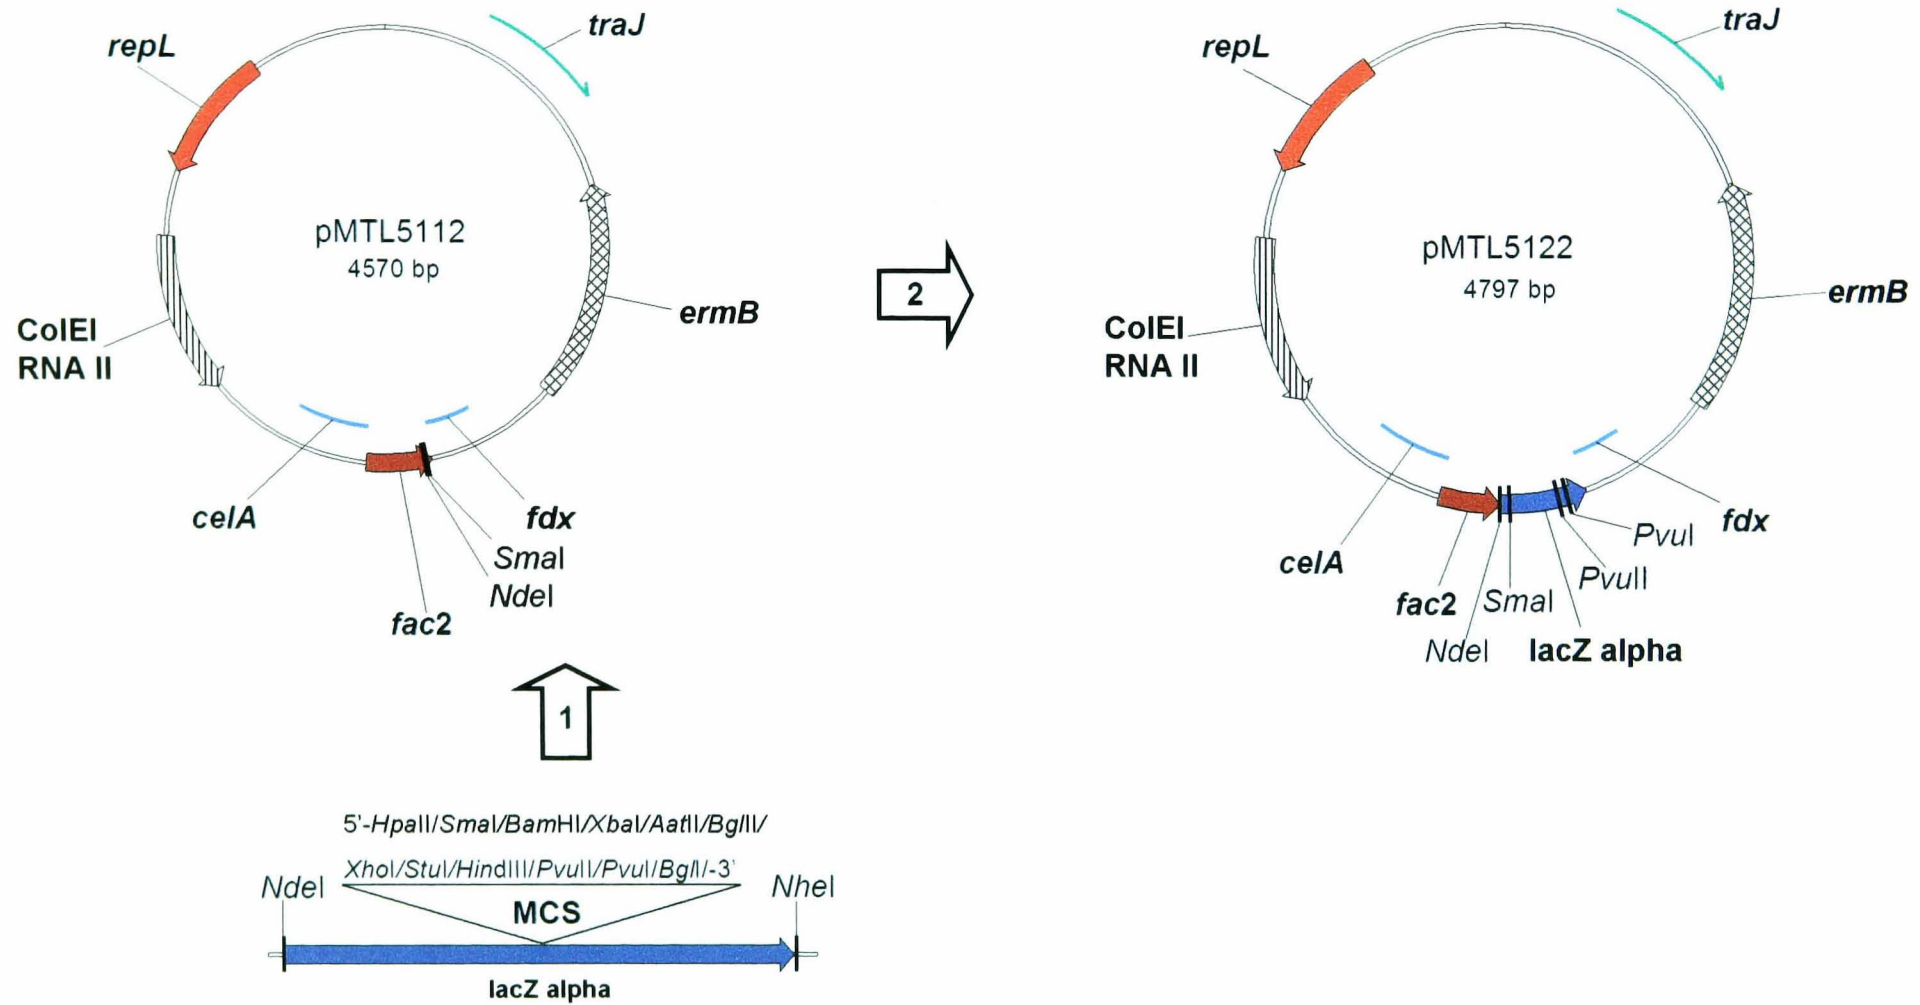 traJ
repL
pMTL5112
4570 bp
ermB
ColEI
RNA II
celA
fdx
SmaI
NdeI
fac2
1
2
traJ
repL
pMTL5122
4797 bp
ermB
ColEI
RNA II
celA
fdx
PvuI
PvuII
fac2
SmaI
NdeI
lacZ alpha
5'-HpaII/SmaI/BamHI/XbaI/AatII/BglII/
XhoI/StuI/HindIII/PvuII/PvuI/BglI/-3'
NdeI
NheI
MCS
lacZ alpha